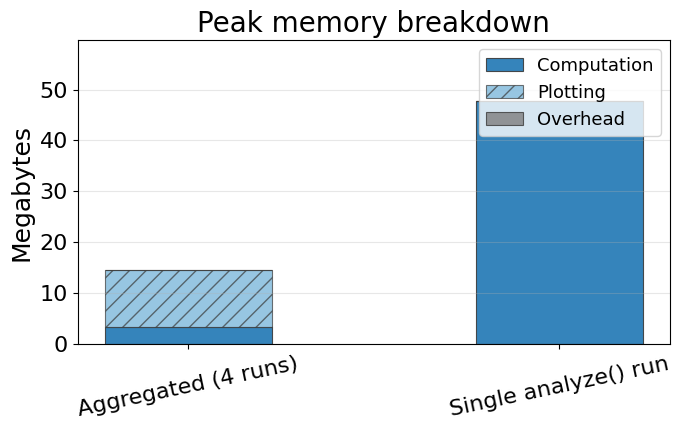 Peak memory breakdown
Megabytes
50
40
30
20
10
0
Computation
Plotting
Overhead
Aggregated (4 runs)
Single analyze() run